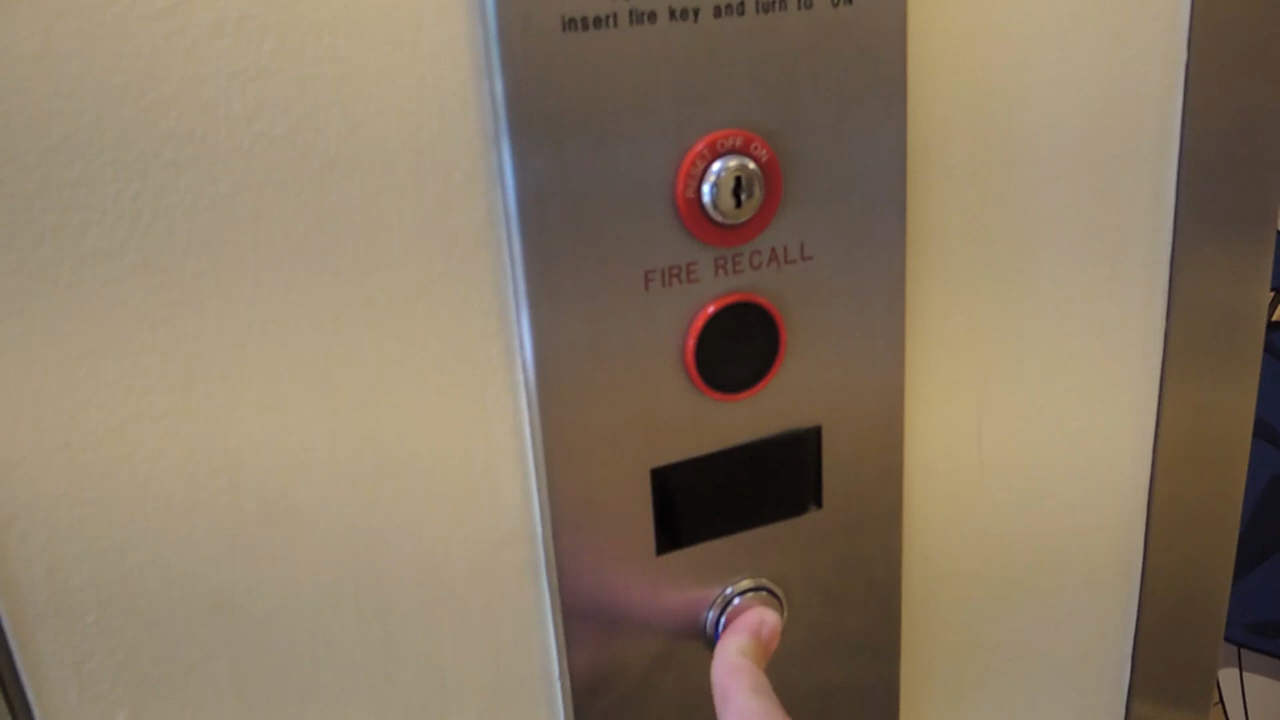 insert fire key and turn to "ON"
RESET OFF ON
FIRE RECALL